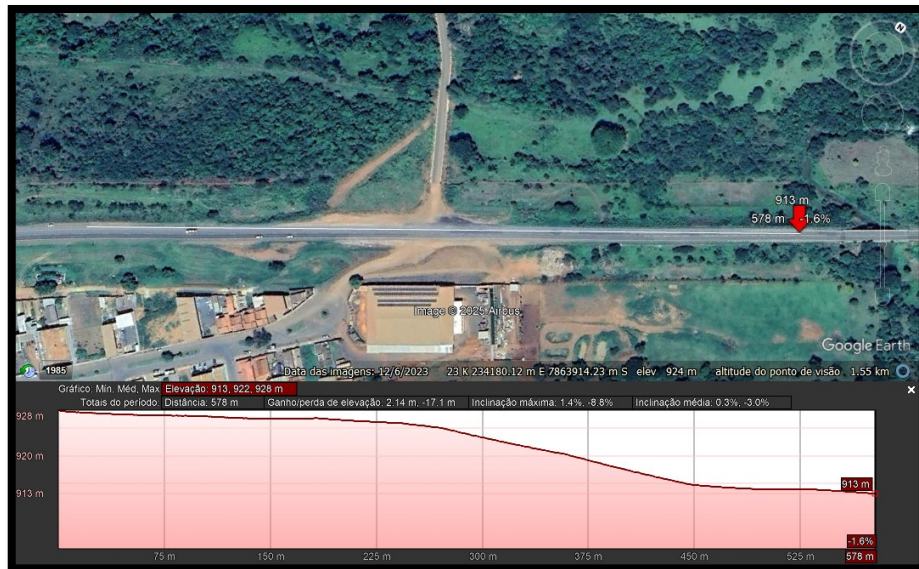 N
913 m
578 m -1.6%
Image © 2025 Airbus
Google Earth
1985
Data das imagens: 12/6/2023 23 K 234180.12 m E 7863914.23 m S elev 924 m altitude do ponto de visão 1.55 km
Gráfico: Mín, Méd, Max Elevação: 913, 922, 928 m
Totais do período: Distância: 578 m Ganho/perda de elevação: 2.14 m, -17.1 m Inclinação máxima: 1.4%, -8.8% Inclinação média: 0.3%, -3.0%
928 m
920 m
913 m
913 m
-1.6%
75 m 150 m 225 m 300 m 375 m 450 m 525 m 578 m